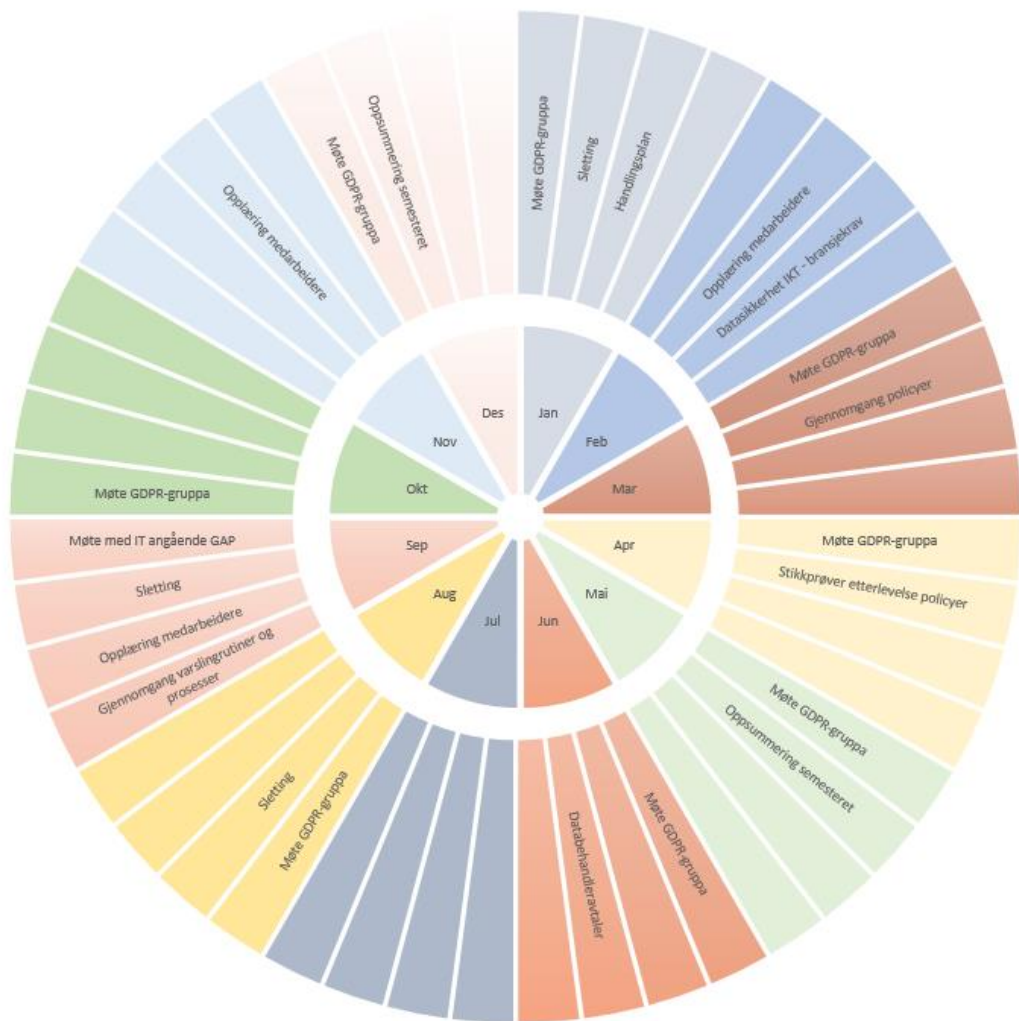 Møte GDPR-gruppa
Sletting
Handlingsplan
Opplæring medarbeidere
Datasikkerhet IKT - bransjekrav
Møte GDPR-gruppa
Gjennomgang policyer
Møte GDPR-gruppa
Stikkprøver etterlevelse policyer
Møte GDPR-gruppa
Oppsummering semesteret
Møte GDPR-gruppa
Databehandleravtaler
Møte GDPR-gruppa
Sletting
Gjennomgang varslingrutiner og
prosesser
Opplæring medarbeidere
Sletting
Møte med IT angående GAP
Møte GDPR-gruppa
Opplæring medarbeidere
Møte GDPR-gruppa
Oppsummering semesteret
Jan
Feb
Mar
Apr
Mai
Jun
Jul
Aug
Sep
Okt
Nov
Des